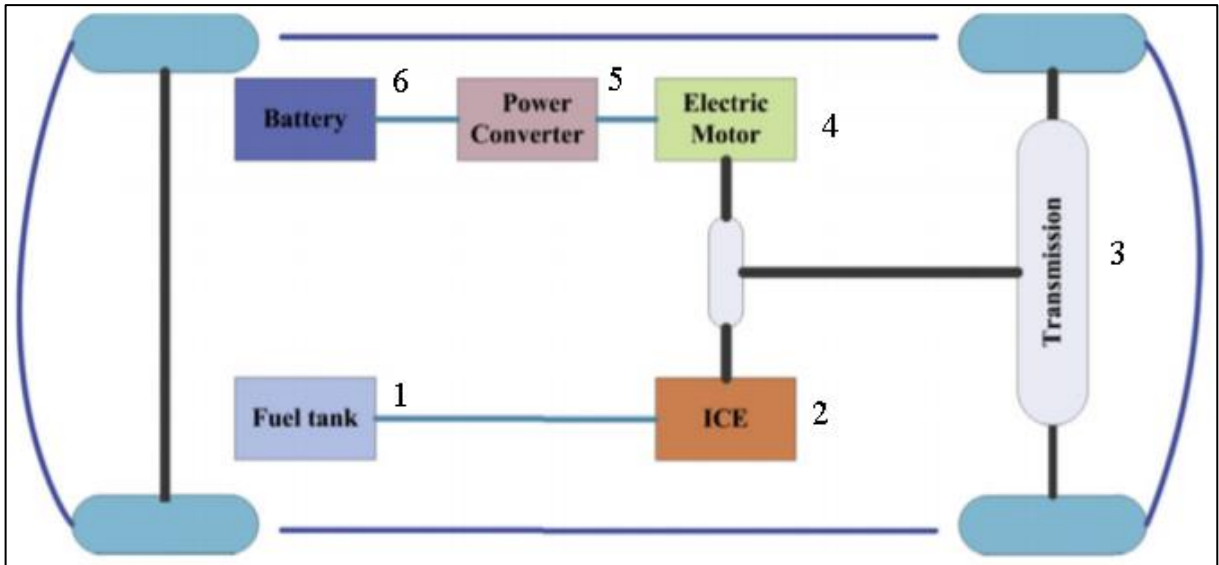 6
5
Battery
Power
Converter
Electric
Motor
4
Transmission
3
1
Fuel tank
ICE
2